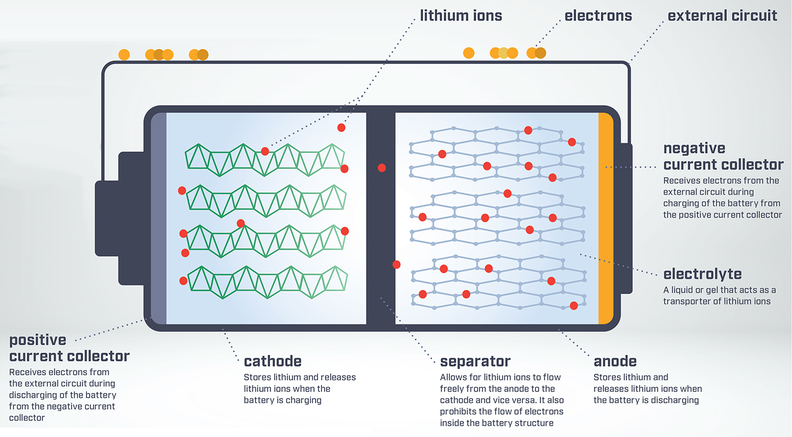 lithium ions
electrons
external circuit
negative
current collector
Receives electrons from the
external circuit during
charging of the battery from
the positive current collector
electrolyte
A liquid or gel that acts as a
transporter of lithium ions
positive
current collector
Receives electrons from
the external circuit during
discharging of the battery
from the negative current
collector
cathode
Stores lithium and releases
lithium ions when the
battery is charging
separator
Allows for lithium ions to flow
freely from the anode to the
cathode and vice versa. It also
prohibits the flow of electrons
inside the battery structure
anode
Stores lithium and
releases lithium ions when
the battery is discharging